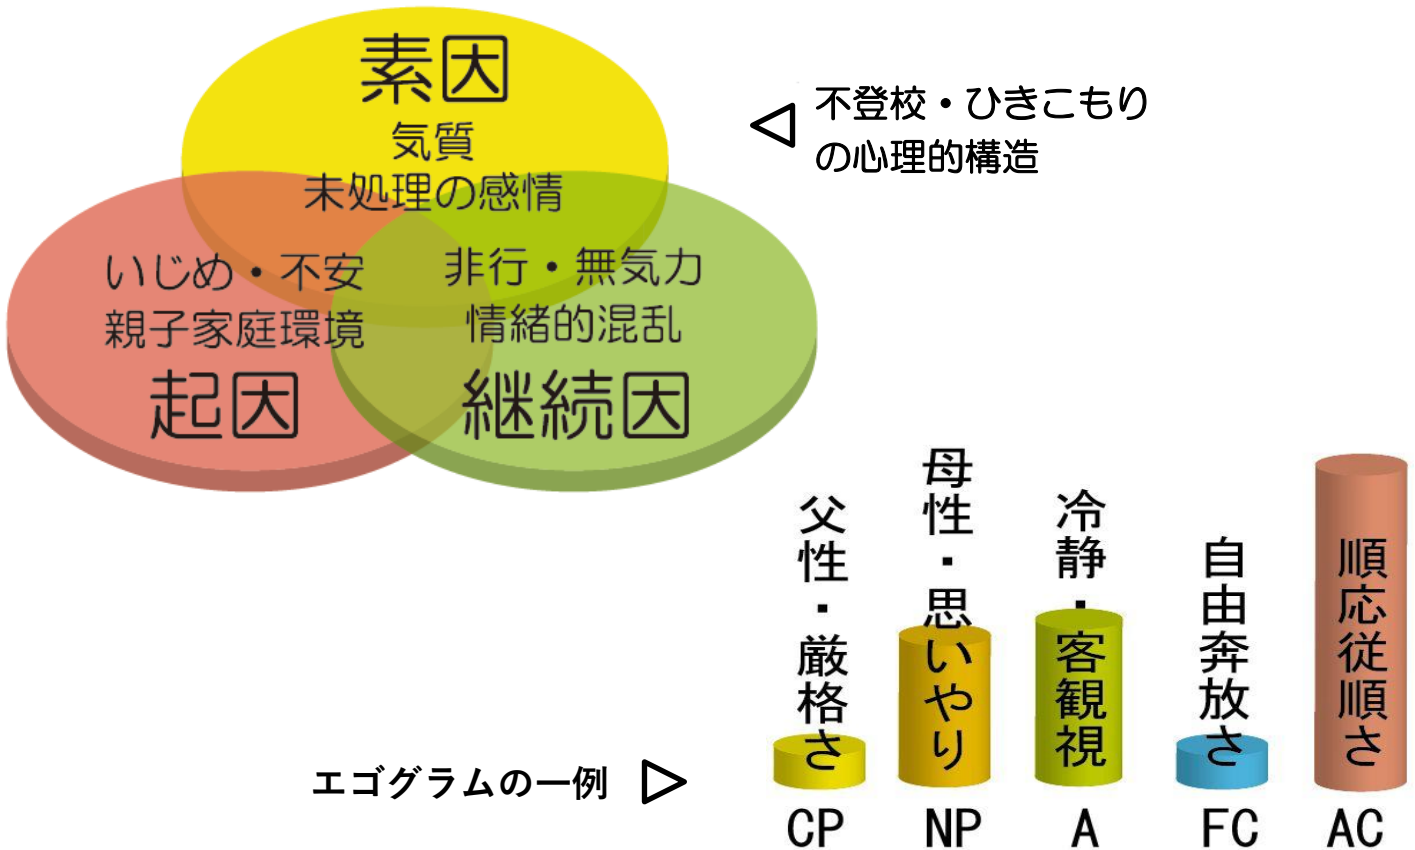 素因
気質
未処理の感情
いじめ・不安
親子家庭環境
起因
非行・無気力
情緒的混乱
継続因
不登校・ひきこもり
の心理的構造
エゴグラムの一例
父性・厳格さ
母性・思いやり
冷静・客観視
自由奔放さ
順応従順さ
CP
NP
A
FC
AC